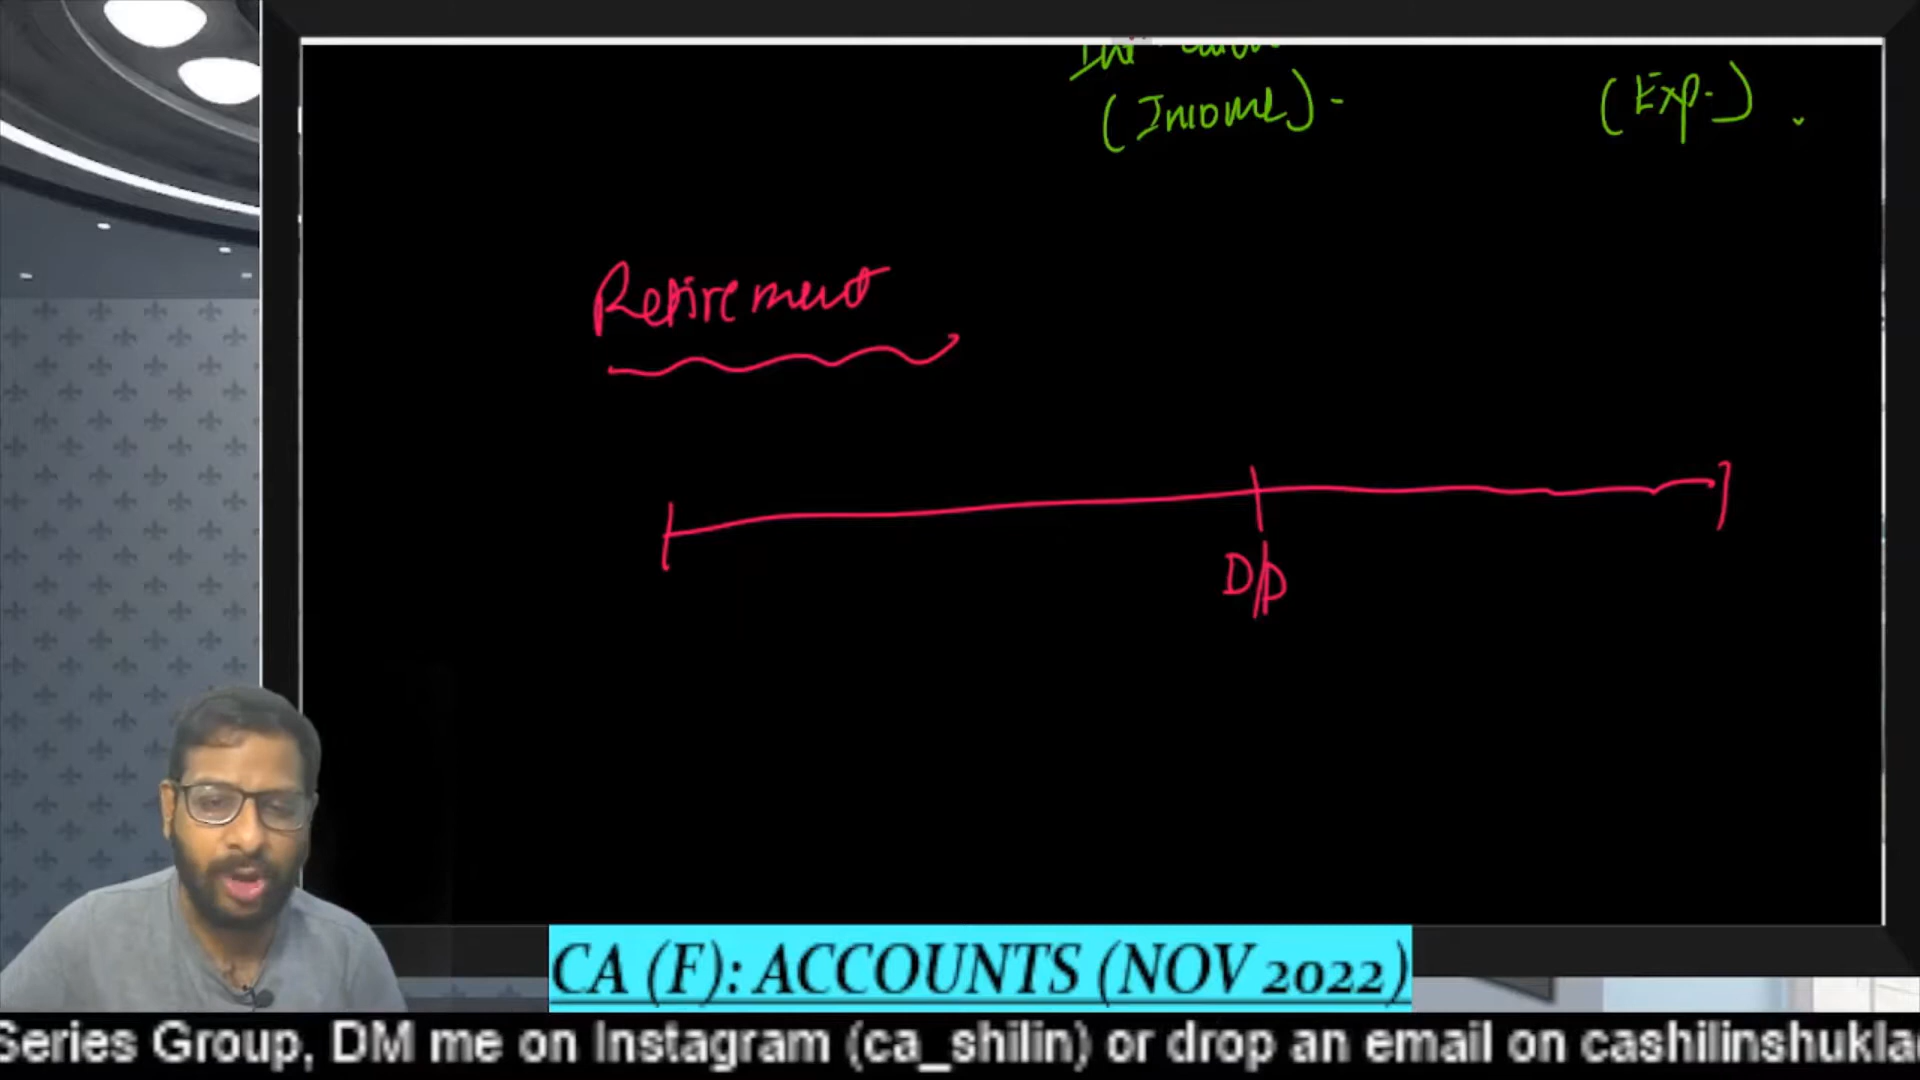 (Income) -
(Exp.) .
Retirement
D/D
CA (F): ACCOUNTS (NOV 2022)
Series Group, DM me on Instagram (ca_shilin) or drop an email on cashilinshukla